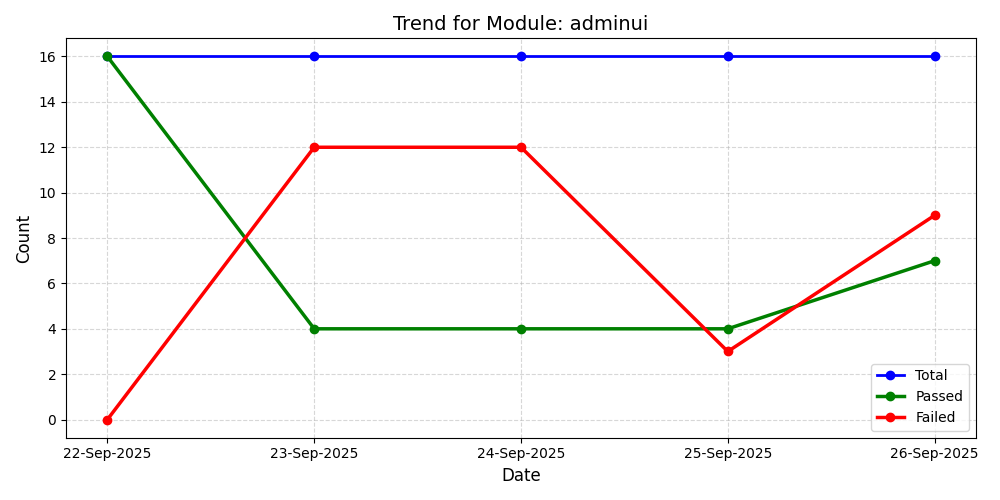 Trend for Module: adminui
Count
16
14
12
10
8
6
4
2
0
Total
Passed
Failed
22-Sep-2025 23-Sep-2025 24-Sep-2025 25-Sep-2025 26-Sep-2025
Date